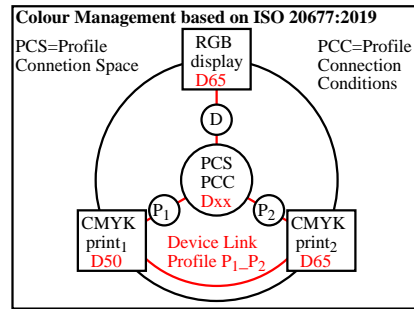 Colour Management based on ISO 20677:2019
PCS=Profile
Connetion Space
RGB
display
D65
PCC=Profile
Connection
Conditions
D
PCS
PCC
Dxx
P₁
P₂
CMYK
print₁
D50
Device Link
Profile P₁_P₂
CMYK
print₂
D65